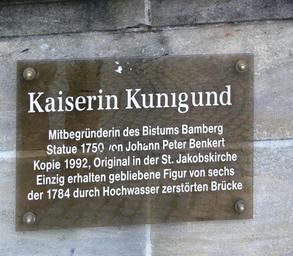 Kaiserin Kunigund
Mitbegründerin des Bistums Bamberg
Statue 1750 von Johann Peter Benkert
Kopie 1992, Original in der St. Jakobskirche
Einzig erhalten gebliebene Figur von sechs
der 1784 durch Hochwasser zerstörten Brücke